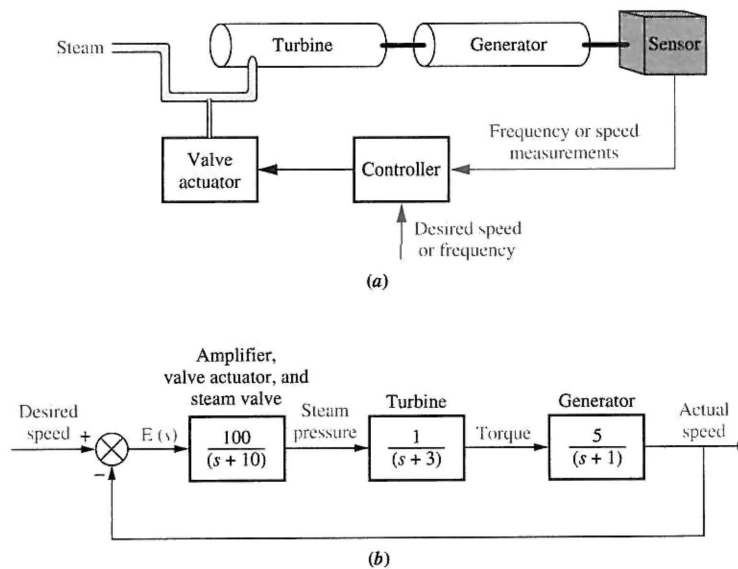 Steam
Turbine
Generator
Sensor
Valve
actuator
Controller
Frequency or speed
measurements
Desired speed
or frequency
(a)
Amplifier,
valve actuator, and
steam valve
Desired
speed
+
−
E (s)
100
(s + 10)
Steam
pressure
Turbine
1
(s + 3)
Torque
Generator
5
(s + 1)
Actual
speed
(b)